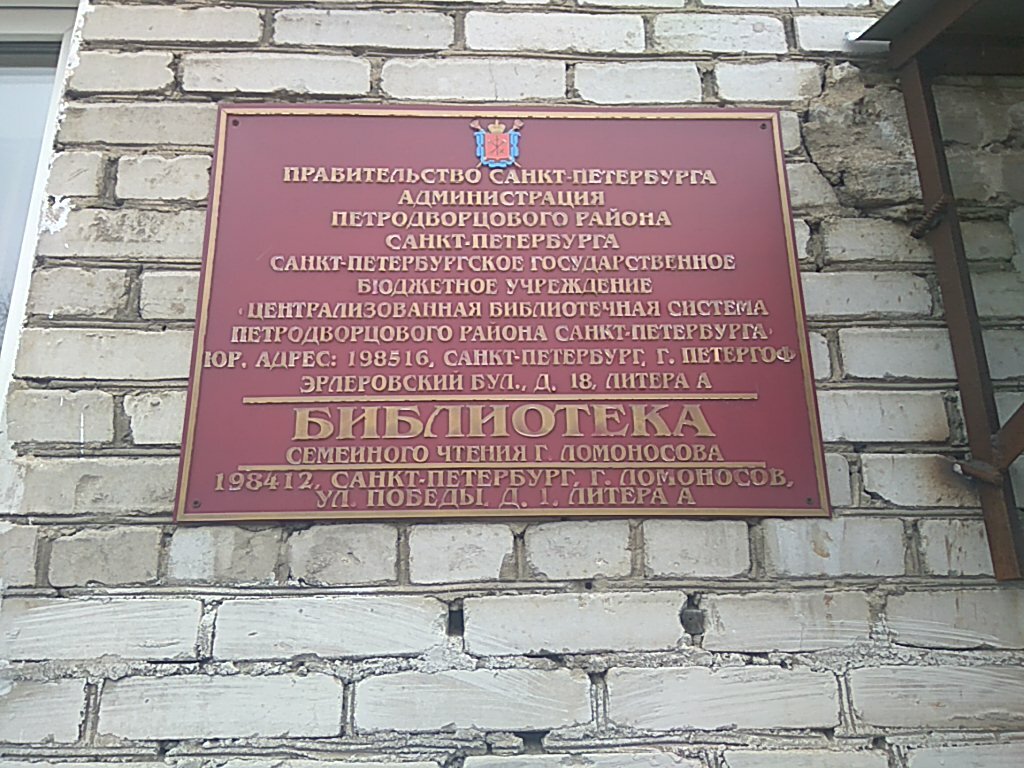 ПРАВИТЕЛЬСТВО САНКТ-ПЕТЕРБУРГА
АДМИНИСТРАЦИЯ
ПЕТРОДВОРЦОВОГО РАЙОНА
САНКТ-ПЕТЕРБУРГА
САНКТ-ПЕТЕРБУРГСКОЕ ГОСУДАРСТВЕННОЕ
БЮДЖЕТНОЕ УЧРЕЖДЕНИЕ
‹ЦЕНТРАЛИЗОВАННАЯ БИБЛИОТЕЧНАЯ СИСТЕМА
ПЕТРОДВОРЦОВОГО РАЙОНА САНКТ-ПЕТЕРБУРГА›
ЮР. АДРЕС: 198516, САНКТ-ПЕТЕРБУРГ, Г. ПЕТЕРГОФ
ЭРЛЕРОВСКИЙ БУЛ., Д. 18, ЛИТЕРА А
БИБЛИОТЕКА
СЕМЕЙНОГО ЧТЕНИЯ Г. ЛОМОНОСОВА
198412, САНКТ-ПЕТЕРБУРГ, Г. ЛОМОНОСОВ,
УЛ. ПОБЕДЫ, Д. 1, ЛИТЕРА А